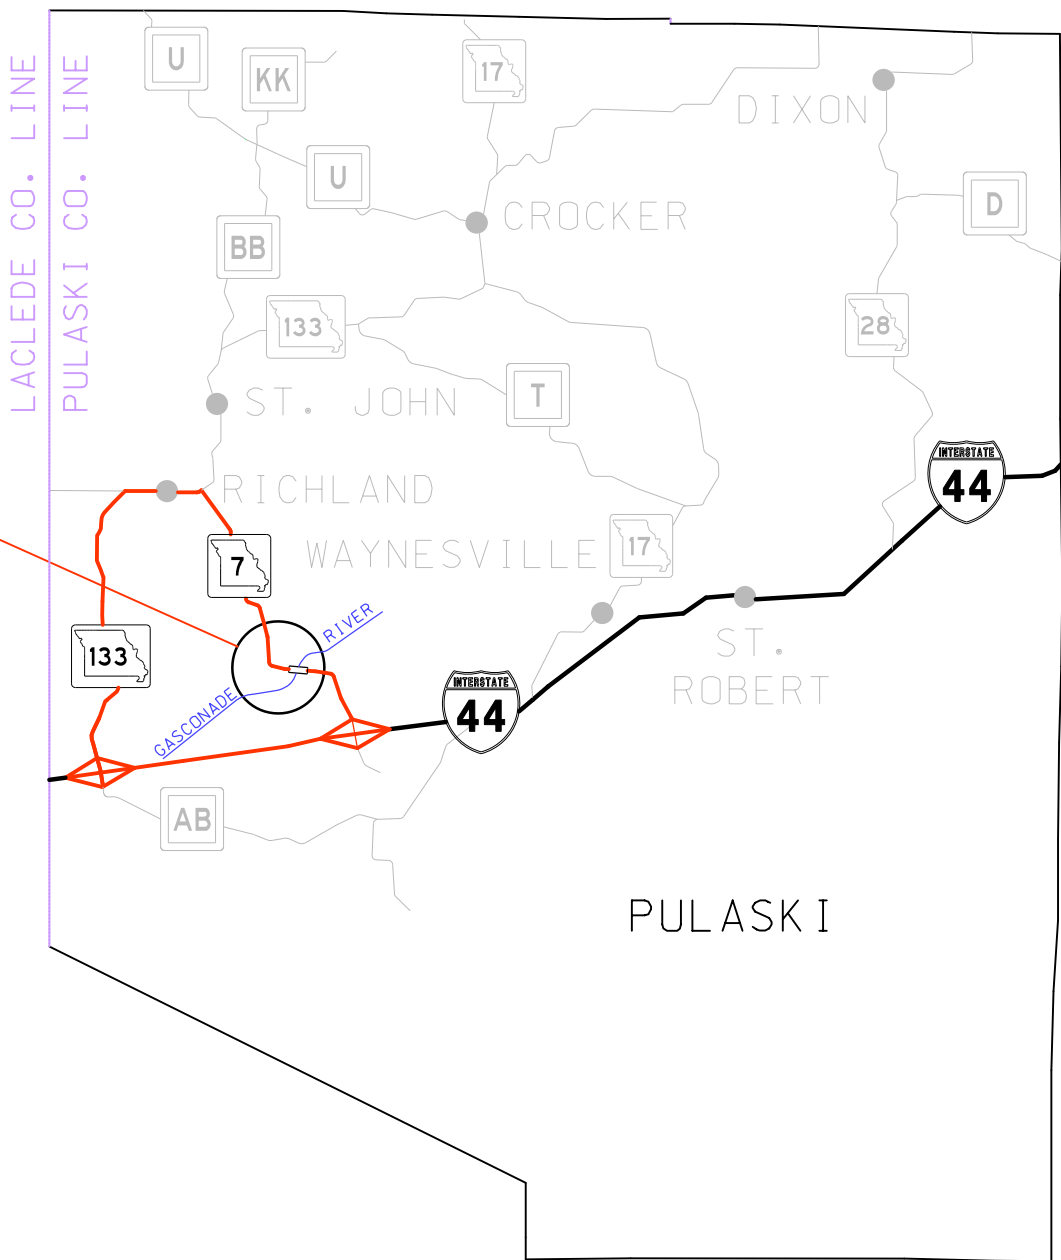 LACLEDE CO. LINE
PULASKI CO. LINE
U
KK
17
DIXON
U
D
CROCKER
BB
133
28
T
ST. JOHN
INTERSTATE
44
RICHLAND
17
WAYNESVILLE
7
RIVER
133
ST.
ROBERT
INTERSTATE
44
GASCONADE
AB
PULASKI